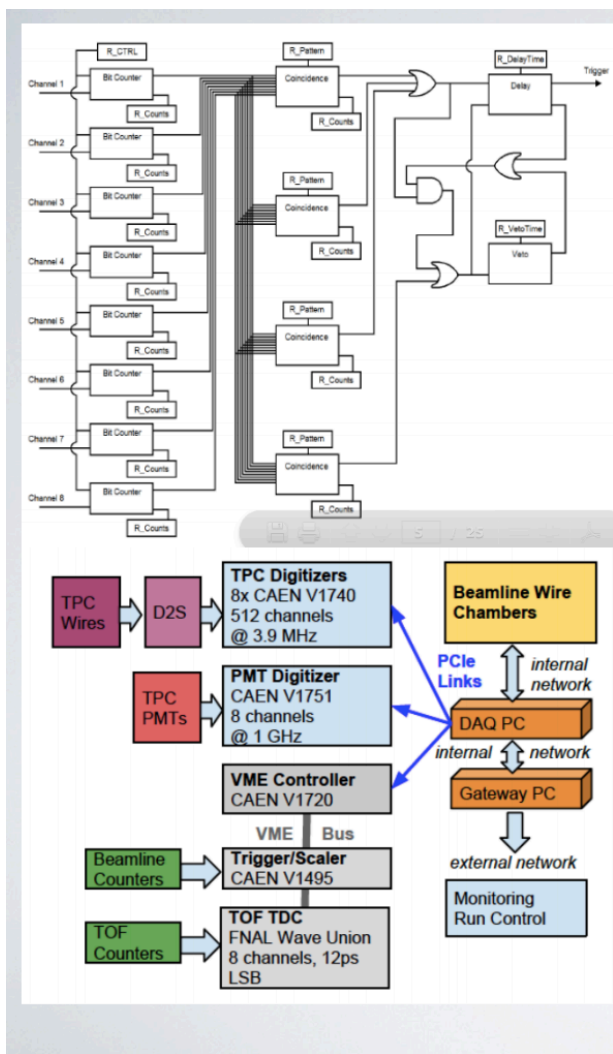 R_CTRL
Channel 1
Bit Counter
R_Counts
Channel 2
Bit Counter
R_Counts
Channel 3
Bit Counter
R_Counts
Channel 4
Bit Counter
R_Counts
Channel 5
Bit Counter
R_Counts
Channel 6
Bit Counter
R_Counts
Channel 7
Bit Counter
R_Counts
Channel 8
Bit Counter
R_Counts
R_Pattern
Coincidence
R_Counts
R_Pattern
Coincidence
R_Counts
R_Pattern
Coincidence
R_Counts
R_Pattern
Coincidence
R_Counts
R_DelayTime
Delay
Trigger
R_VetoTime
Veto
5 / 25
TPC
Wires
D2S
TPC Digitizers
8x CAEN V1740
512 channels
@ 3.9 MHz
TPC
PMTs
PMT Digitizer
CAEN V1751
8 channels
@ 1 GHz
VME Controller
CAEN V1720
VME Bus
Beamline
Counters
Trigger/Scaler
CAEN V1495
TOF
Counters
TOF TDC
FNAL Wave Union
8 channels, 12ps
LSB
Beamline Wire
Chambers
PCIe
Links
internal
network
DAQ PC
internal network
Gateway PC
external network
Monitoring
Run Control